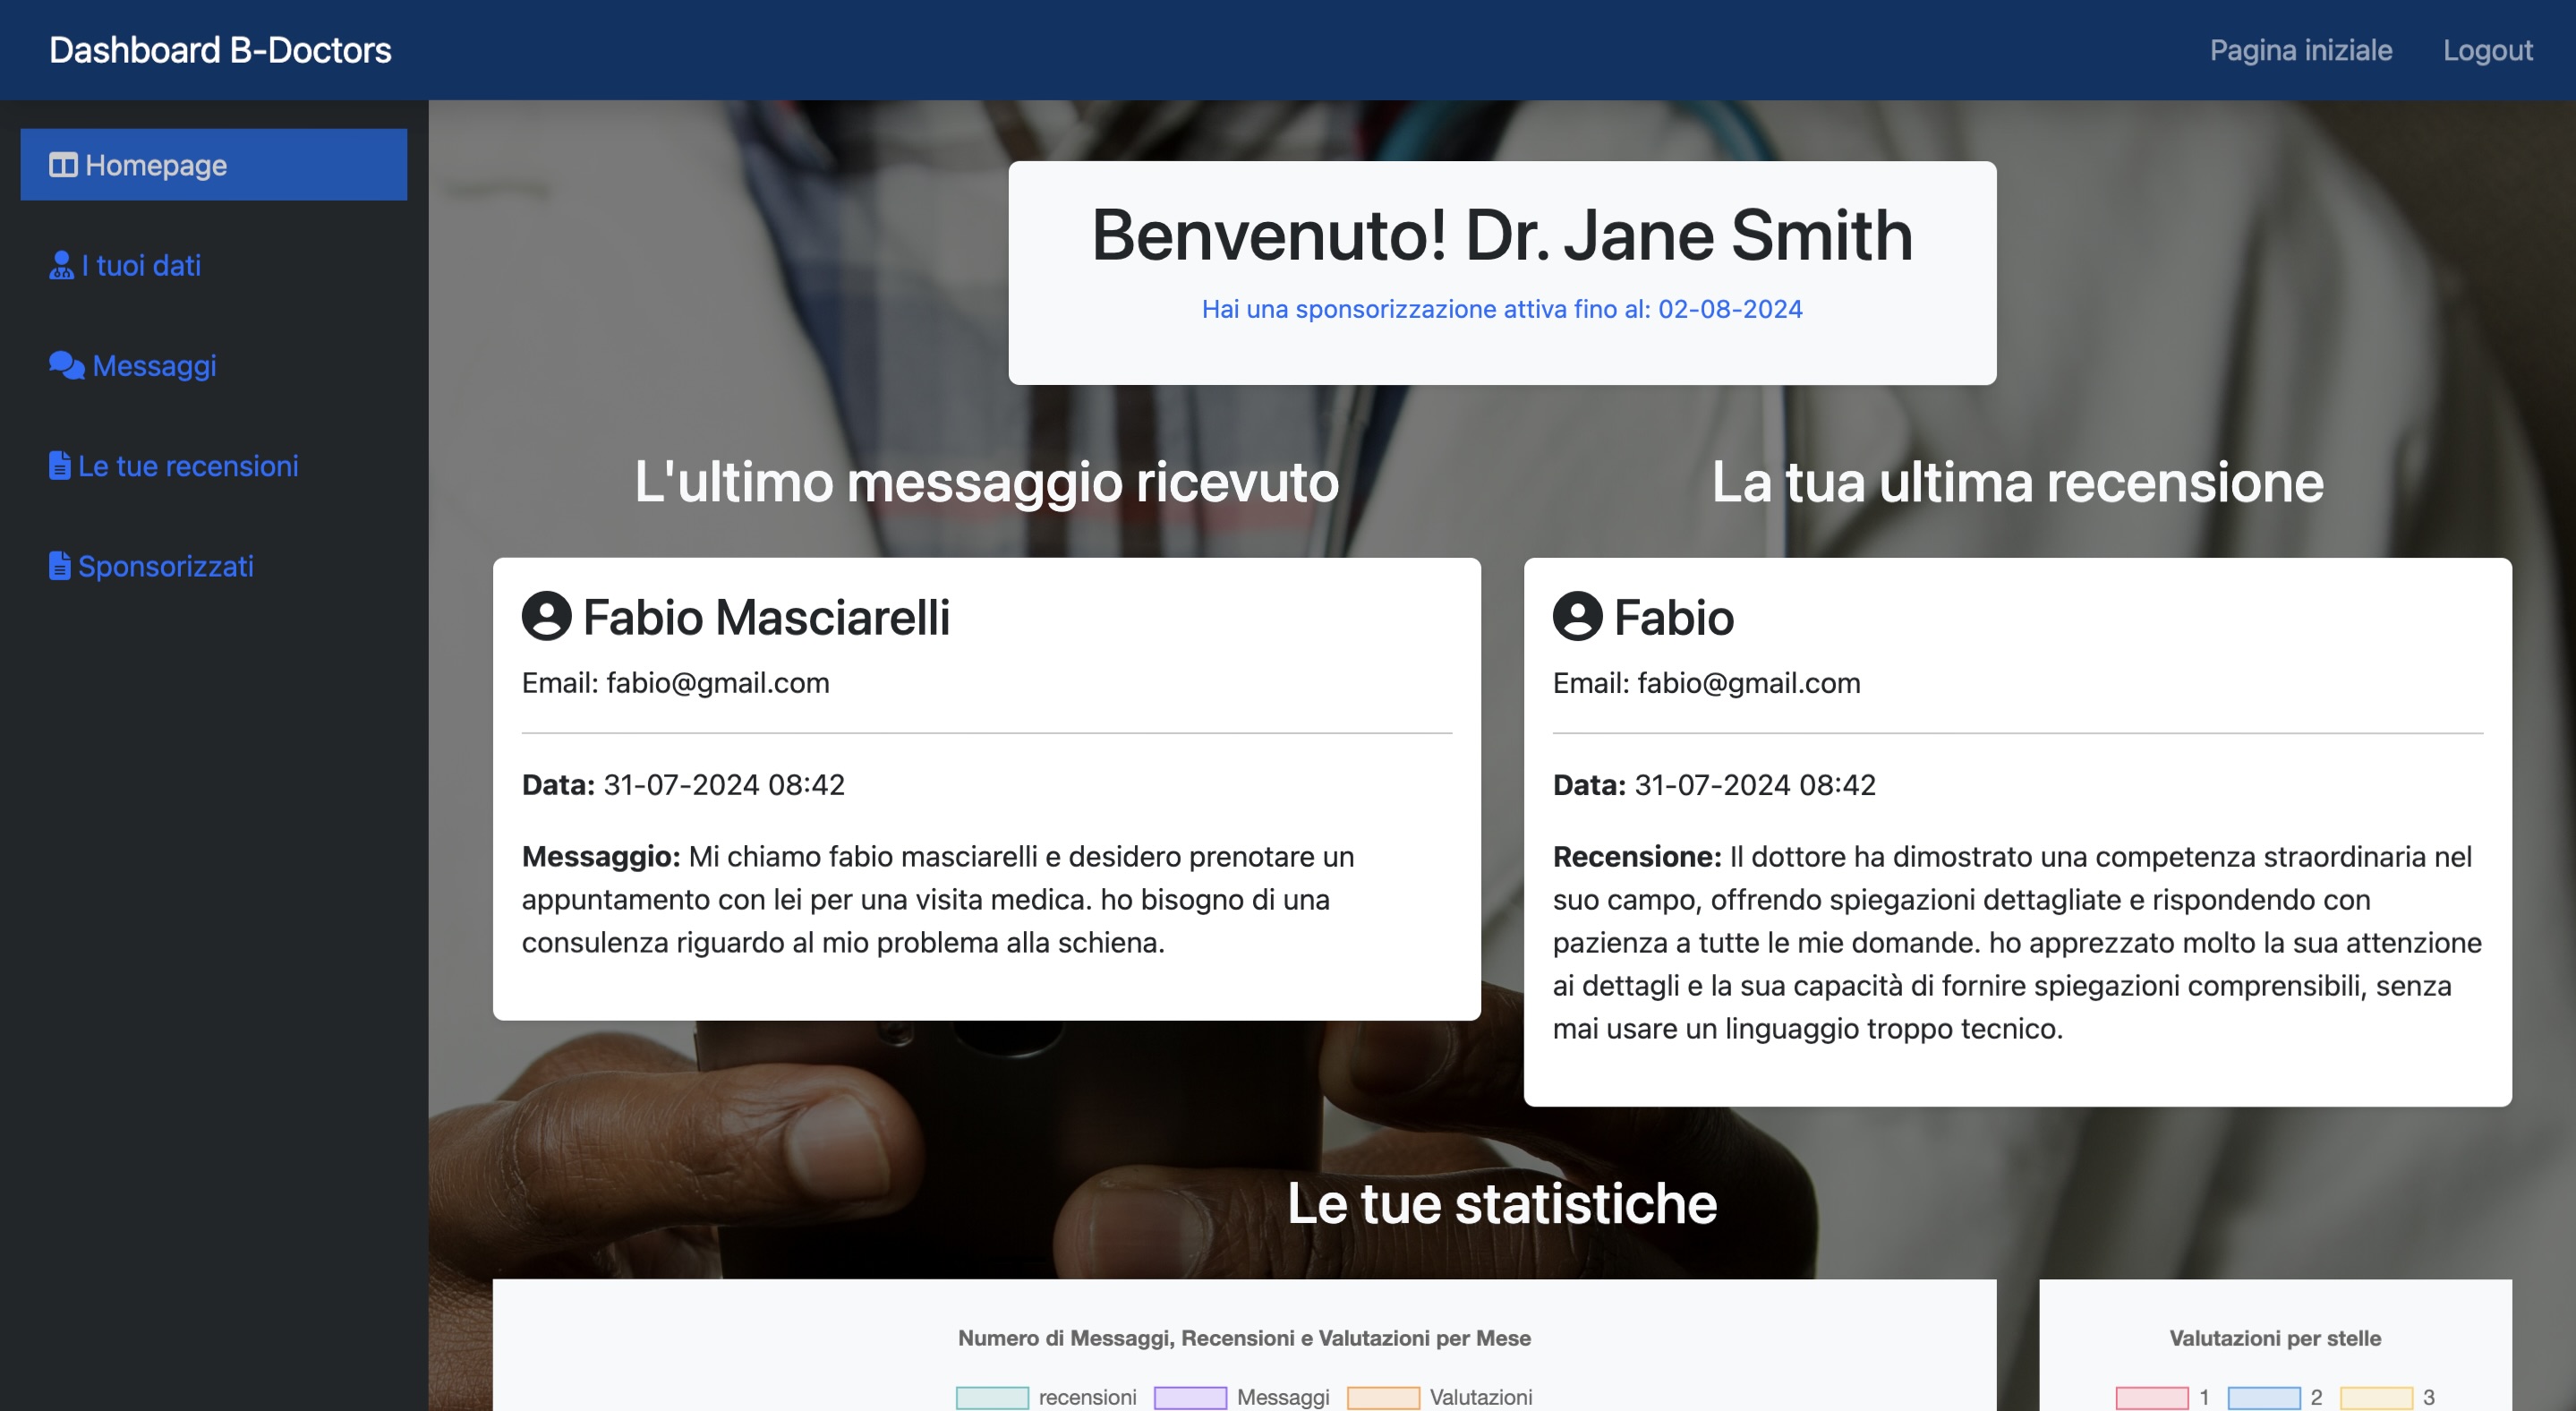 Dashboard B-Doctors
Pagina iniziale
Logout
Homepage
I tuoi dati
Messaggi
Le tue recensioni
Sponsorizzati
Benvenuto! Dr. Jane Smith
Hai una sponsorizzazione attiva fino al: 02-08-2024
L'ultimo messaggio ricevuto
Fabio Masciarelli
Email: fabio@gmail.com
Data: 31-07-2024 08:42
Messaggio: Mi chiamo fabio masciarelli e desidero prenotare un
appuntamento con lei per una visita medica. ho bisogno di una
consulenza riguardo al mio problema alla schiena.
La tua ultima recensione
Fabio
Email: fabio@gmail.com
Data: 31-07-2024 08:42
Recensione: Il dottore ha dimostrato una competenza straordinaria nel
suo campo, offrendo spiegazioni dettagliate e rispondendo con
pazienza a tutte le mie domande. ho apprezzato molto la sua attenzione
ai dettagli e la sua capacità di fornire spiegazioni comprensibili, senza
mai usare un linguaggio troppo tecnico.
Le tue statistiche
Numero di Messaggi, Recensioni e Valutazioni per Mese
recensioni Messaggi Valutazioni
Valutazioni per stelle
1 2 3